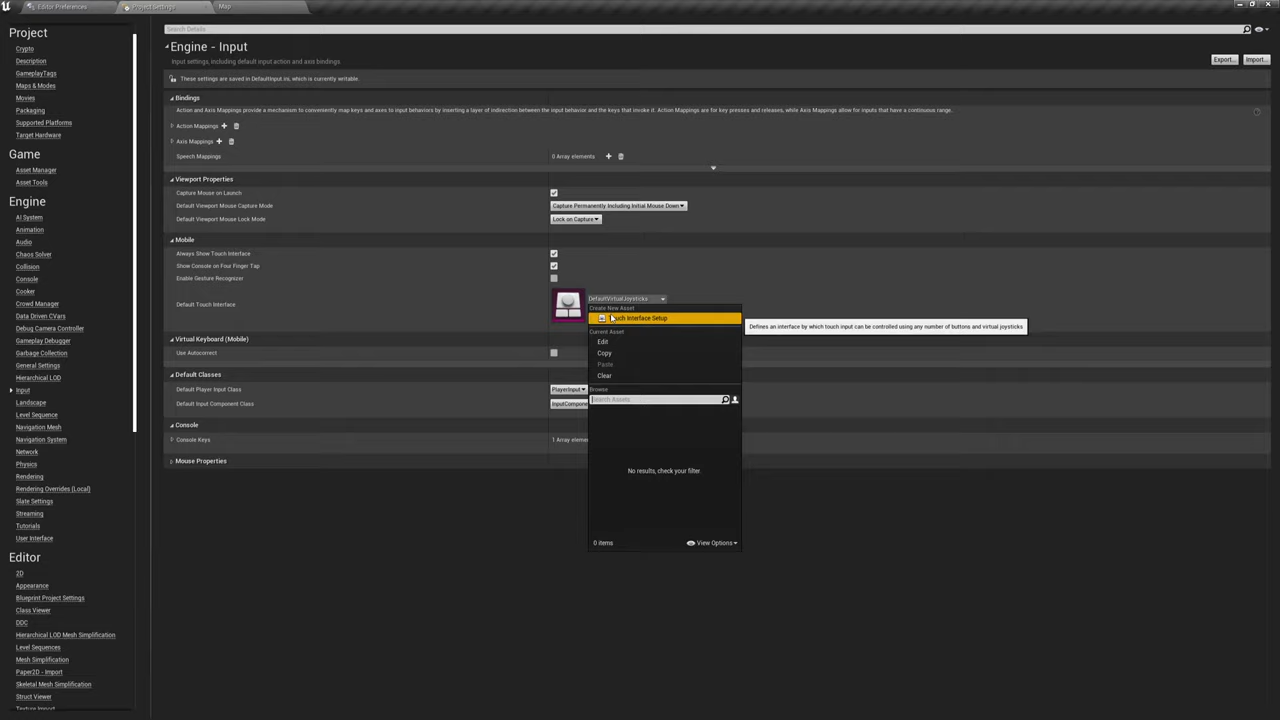 Editor Preferences
Project Settings
Map
Project
Crypto
Description
GameplayTags
Maps & Modes
Movies
Packaging
Supported Platforms
Target Hardware
Game
Asset Manager
Asset Tools
Engine
AI System
Animation
Audio
Chaos Solver
Collision
Console
Cooker
Crowd Manager
Data Driven CVars
Debug Camera Controller
Gameplay Debugger
Garbage Collection
General Settings
Hierarchical LOD
Input
Landscape
Level Sequence
Navigation Mesh
Navigation System
Network
Physics
Rendering
Rendering Overrides (Local)
Slate Settings
Streaming
Tutorials
User Interface
Editor
2D
Appearance
Blueprint Project Settings
Class Viewer
DDC
Hierarchical LOD Mesh Simplification
Level Sequences
Mesh Simplification
Paper2D - Import
Skeletal Mesh Simplification
Struct Viewer
Texture Import
Search Details
Engine - Input
Input settings, including default input action and axis bindings
Export...
Import...
These settings are saved in DefaultInput.ini, which is currently writable.
Bindings
Action and Axis Mappings provide a mechanism to conveniently map keys and axes to input behaviors by inserting a layer of indirection between the input behavior and the keys that invoke it. Action Mappings are for key presses and releases, while Axis Mappings allow for inputs that have a continuous range.
Action Mappings
Axis Mappings
Speech Mappings
0 Array elements
Viewport Properties
Capture Mouse on Launch
Default Viewport Mouse Capture Mode
Capture Permanently Including Initial Mouse Down
Default Viewport Mouse Lock Mode
Lock on Capture
Mobile
Always Show Touch Interface
Show Console on Four Finger Tap
Enable Gesture Recognizer
Default Touch Interface
DefaultVirtualJoysticks
Create New Asset
Touch Interface Setup
Defines an interface by which touch input can be controlled using any number of buttons and virtual joysticks
Current Asset
Edit
Copy
Paste
Clear
Browse
Search Assets
No results, check your filter.
0 items
View Options
Virtual Keyboard (Mobile)
Use Autocorrect
Default Classes
Default Player Input Class
PlayerInput
Default Input Component Class
InputCompone
Console
Console Keys
1 Array elemen
Mouse Properties